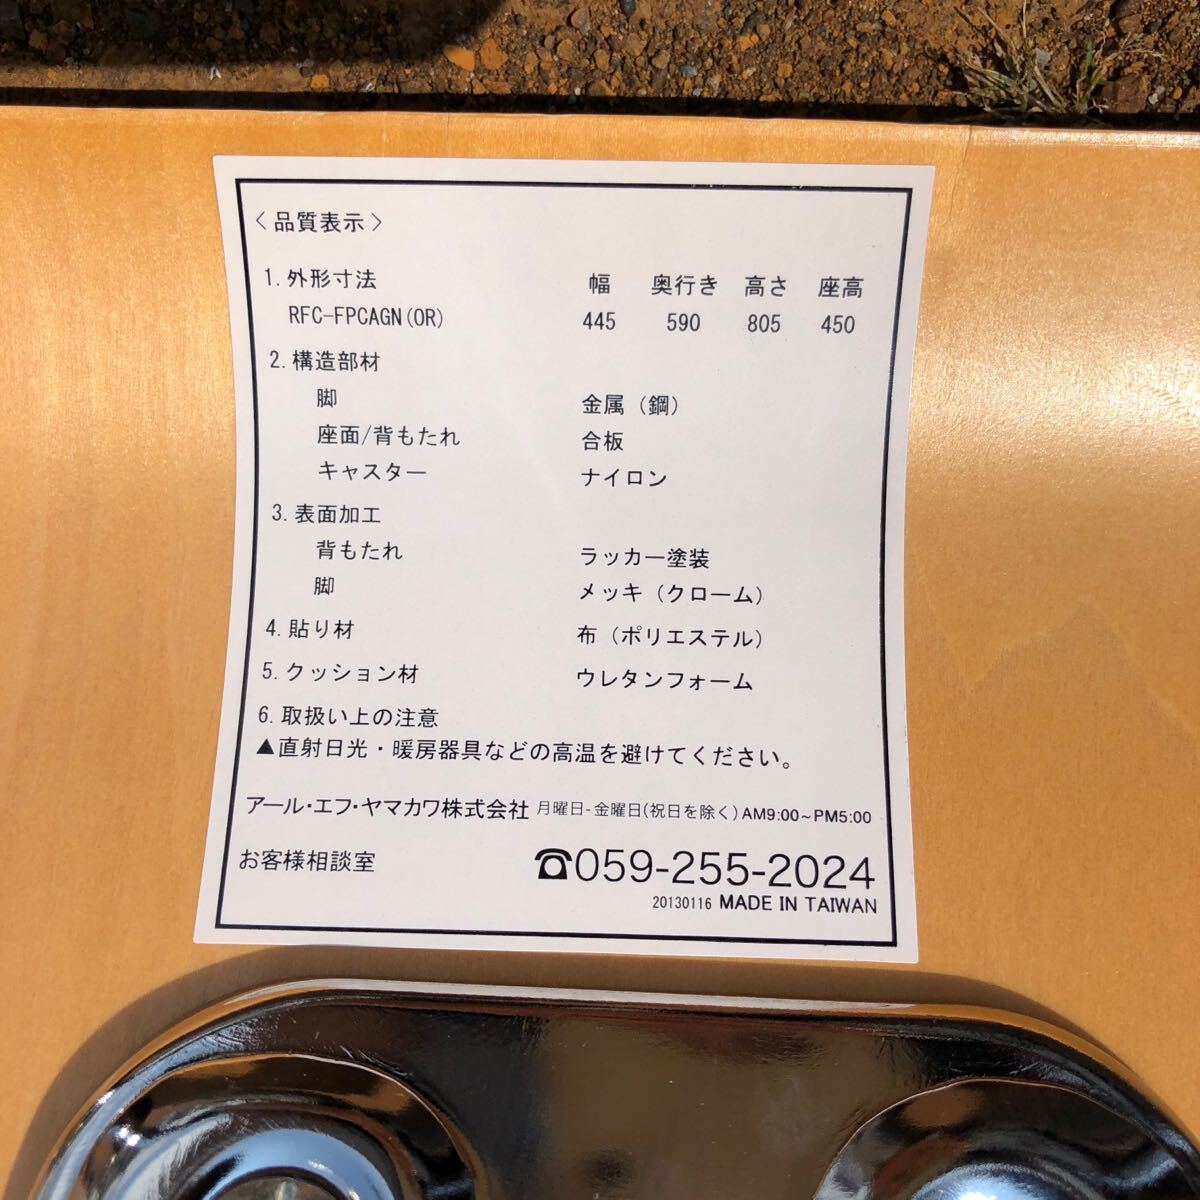 〈品質表示〉
1.外形寸法 幅 奥行き 高さ 座高
RFC-FPCAGN(OR) 445 590 805 450
2.構造部材
脚 金属(鋼)
座面/背もたれ 合板
キャスター ナイロン
3.表面加工
背もたれ ラッカー塗装
脚 メッキ(クローム)
4.貼り材 布(ポリエステル)
5.クッション材 ウレタンフォーム
6.取扱い上の注意
▲直射日光・暖房器具などの高温を避けてください。
アール・エフ・ヤマカワ株式会社 月曜日-金曜日(祝日を除く)AM9:00~PM5:00
お客様相談室 ☎059-255-2024
20130116 MADE IN TAIWAN